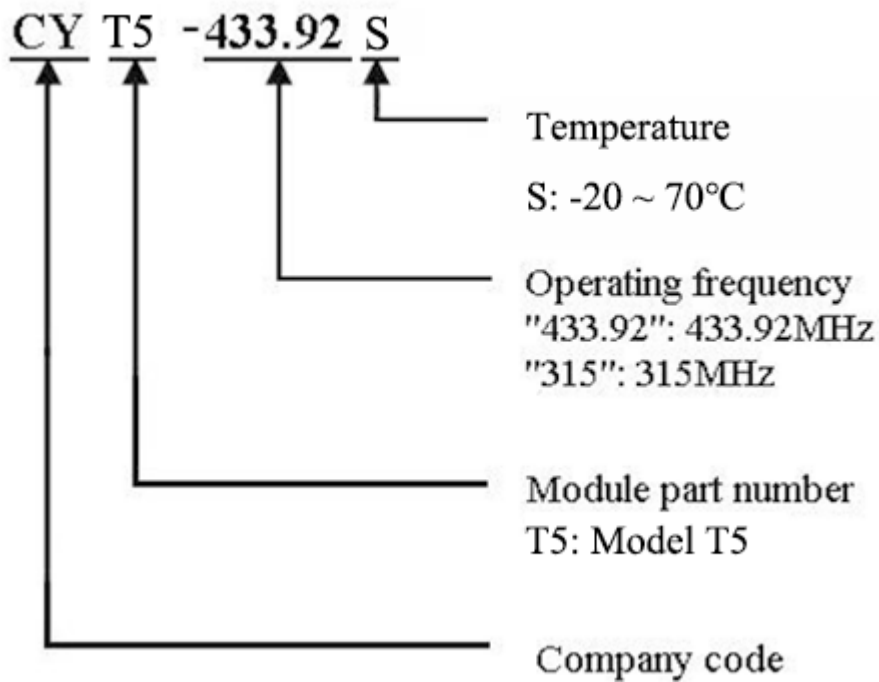 CY T5 -433.92 S
Temperature
S: -20 ~ 70℃
Operating frequency
"433.92": 433.92MHz
"315": 315MHz
Module part number
T5: Model T5
Company code